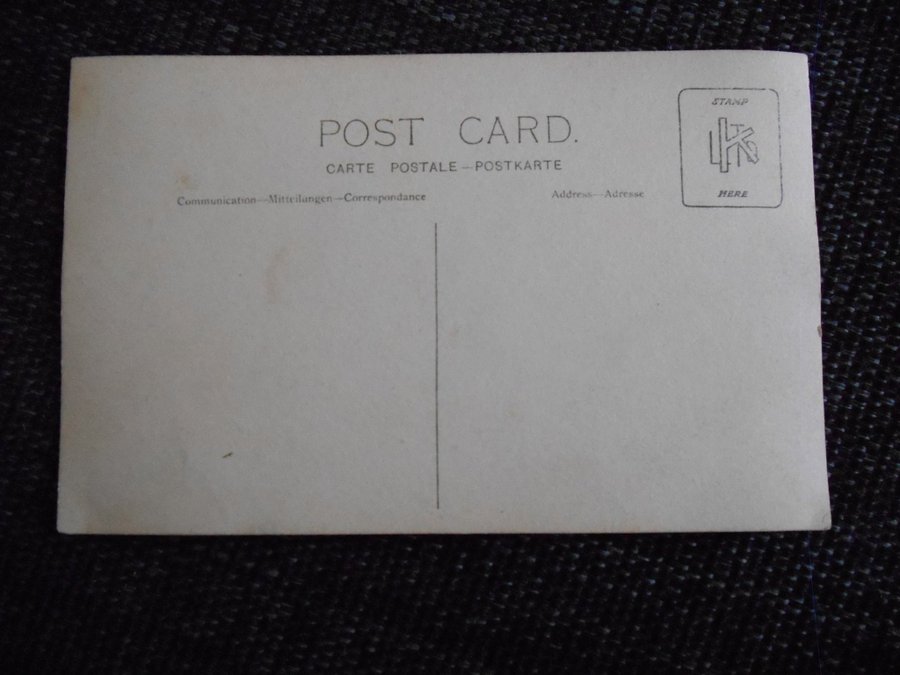 POST CARD.
STAMP
HERE
CARTE POSTALE—POSTKARTE
Communication—Mitteilungen—Correspondance
Address—Adresse